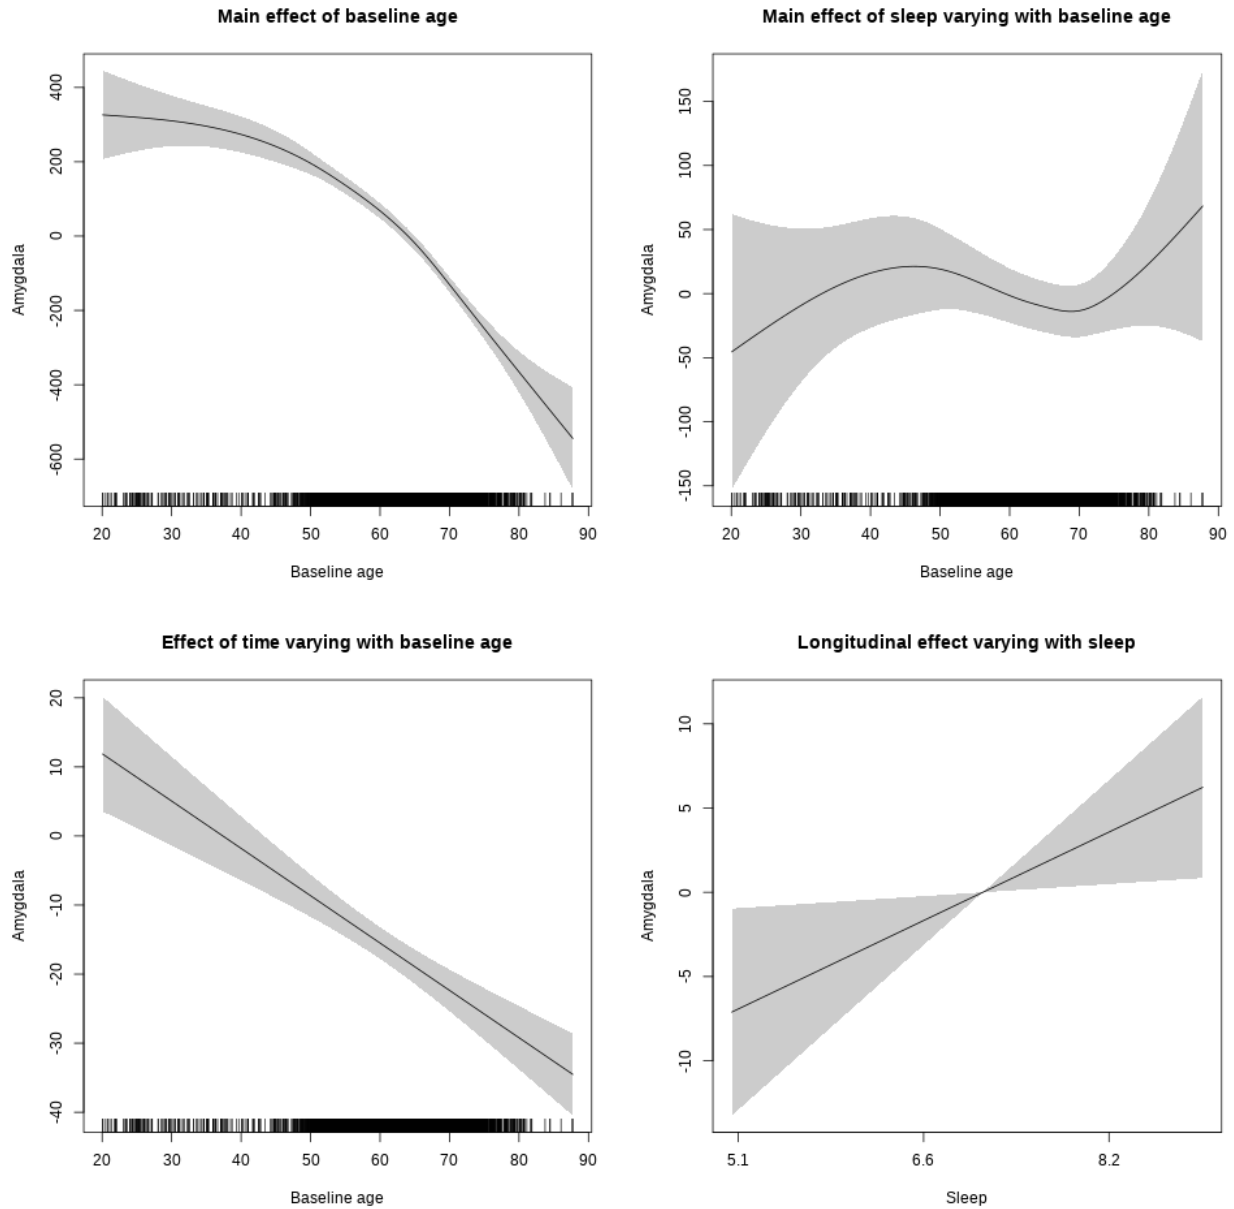 Main effect of baseline age
400
200
0
-200
-400
-600
Amygdala
20 30 40 50 60 70 80 90
Baseline age
Main effect of sleep varying with baseline age
150
100
50
0
-50
-100
-150
Amygdala
20 30 40 50 60 70 80 90
Baseline age
Effect of time varying with baseline age
20
10
0
-10
-20
-30
-40
Amygdala
20 30 40 50 60 70 80 90
Baseline age
Longitudinal effect varying with sleep
10
5
0
-5
-10
Amygdala
5.1 6.6 8.2
Sleep